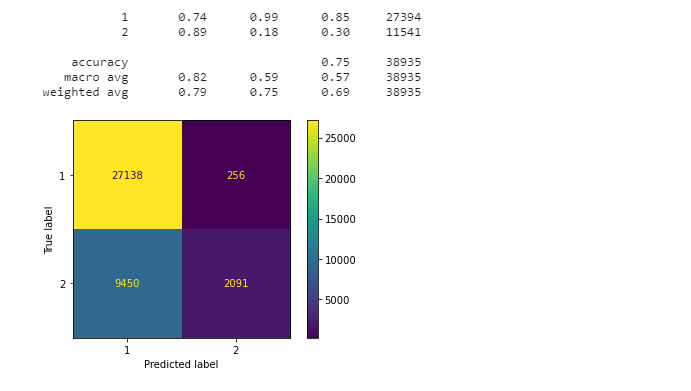 1 0.74 0.99 0.85 27394
2 0.89 0.18 0.30 11541
accuracy 0.75 38935
macro avg 0.82 0.59 0.57 38935
weighted avg 0.79 0.75 0.69 38935
27138 256
9450 2091
1
2
True label
1 2
Predicted label
25000
20000
15000
10000
5000